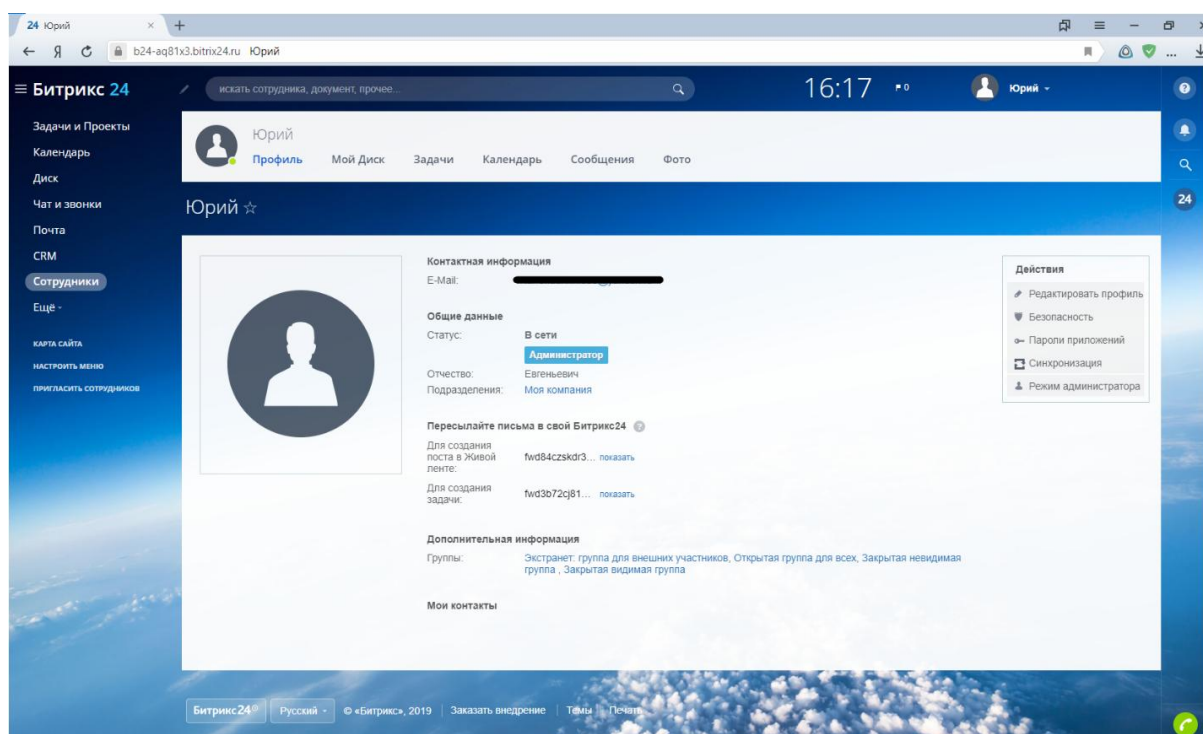 24 Юрий
b24-aq81x3.bitrix24.ru Юрий
Битрикс 24
искать сотрудника, документ, прочее...
16:17
0
Юрий
Задачи и Проекты
Календарь
Диск
Чат и звонки
Почта
CRM
Сотрудники
Ещё
КАРТА САЙТА
НАСТРОИТЬ МЕНЮ
ПРИГЛАСИТЬ СОТРУДНИКОВ
Юрий
Профиль Мой Диск Задачи Календарь Сообщения Фото
24
Юрий
Контактная информация
E-Mail:
Общие данные
Статус: В сети
Администратор
Отчество: Евгеньевич
Подразделения: Моя компания
Пересылайте письма в свой Битрикс24
Для создания
поста в Живой
ленте:
fwd84czskdr3... показать
Для создания
задачи:
fwd3b72cj81... показать
Дополнительная информация
Группы: Экстранет: группа для внешних участников, Открытая группа для всех, Закрытая невидимая
группа , Закрытая видимая группа
Мои контакты
Действия
Редактировать профиль
Безопасность
Пароли приложений
Синхронизация
Режим администратора
Битрикс24 Русский © «Битрикс», 2019 Заказать внедрение Темы Печать